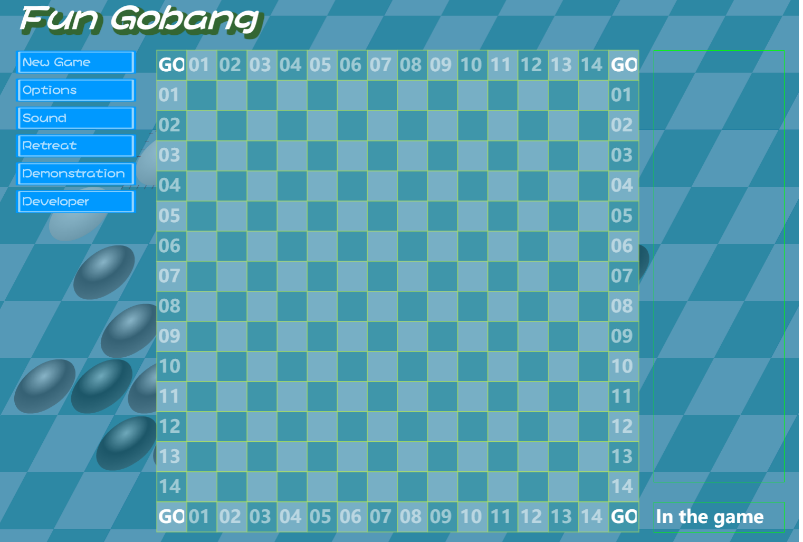 Fun Gobang
New Game
Options
Sound
Retreat
Demonstration
Developer
GO 01 02 03 04 05 06 07 08 09 10 11 12 13 14 GO
01 01
02 02
03 03
04 04
05 05
06 06
07 07
08 08
09 09
10 10
11 11
12 12
13 13
14 14
GO 01 02 03 04 05 06 07 08 09 10 11 12 13 14 GO
In the game